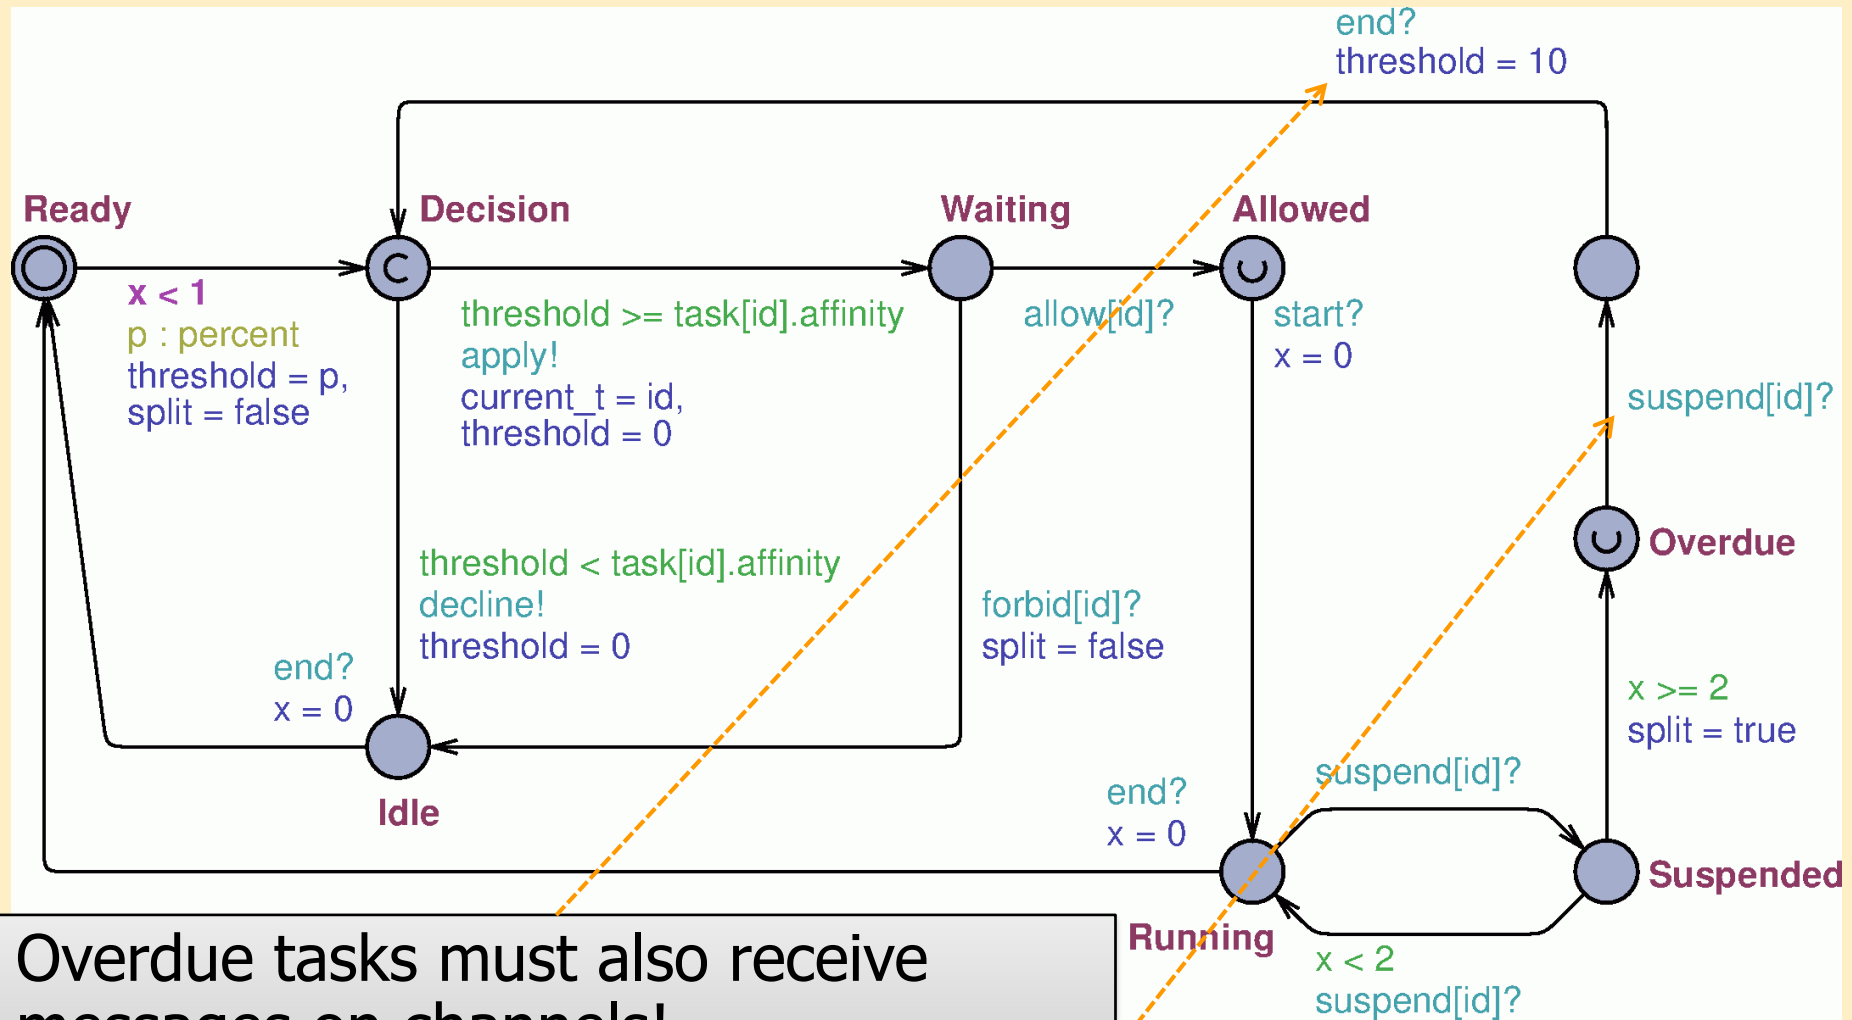 end?
threshold = 10
Ready
Decision
Waiting
Allowed
x < 1
p : percent
threshold = p,
split = false
threshold >= task[id].affinity
apply!
current_t = id,
threshold = 0
allow[id]?
start?
x = 0
suspend[id]?
Overdue
threshold < task[id].affinity
decline!
threshold = 0
forbid[id]?
split = false
end?
x = 0
x >= 2
split = true
Idle
end?
x = 0
suspend[id]?
Suspended
Running
x < 2
suspend[id]?
Overdue tasks must also receive
messages on channels!